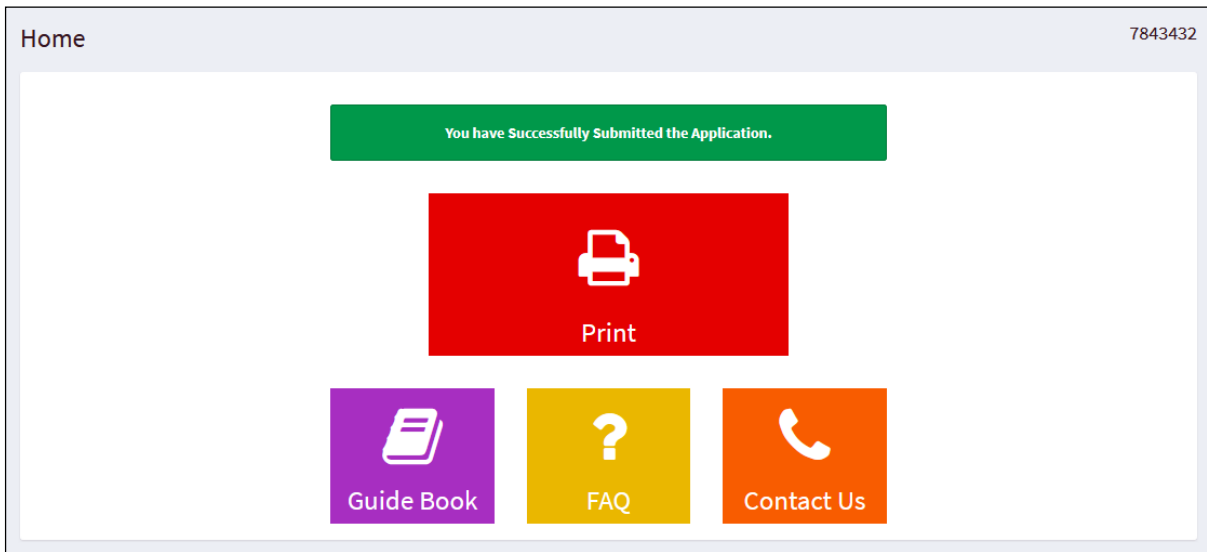 Home
7843432
You have Successfully Submitted the Application.
Print
Guide Book
?
FAQ
Contact Us